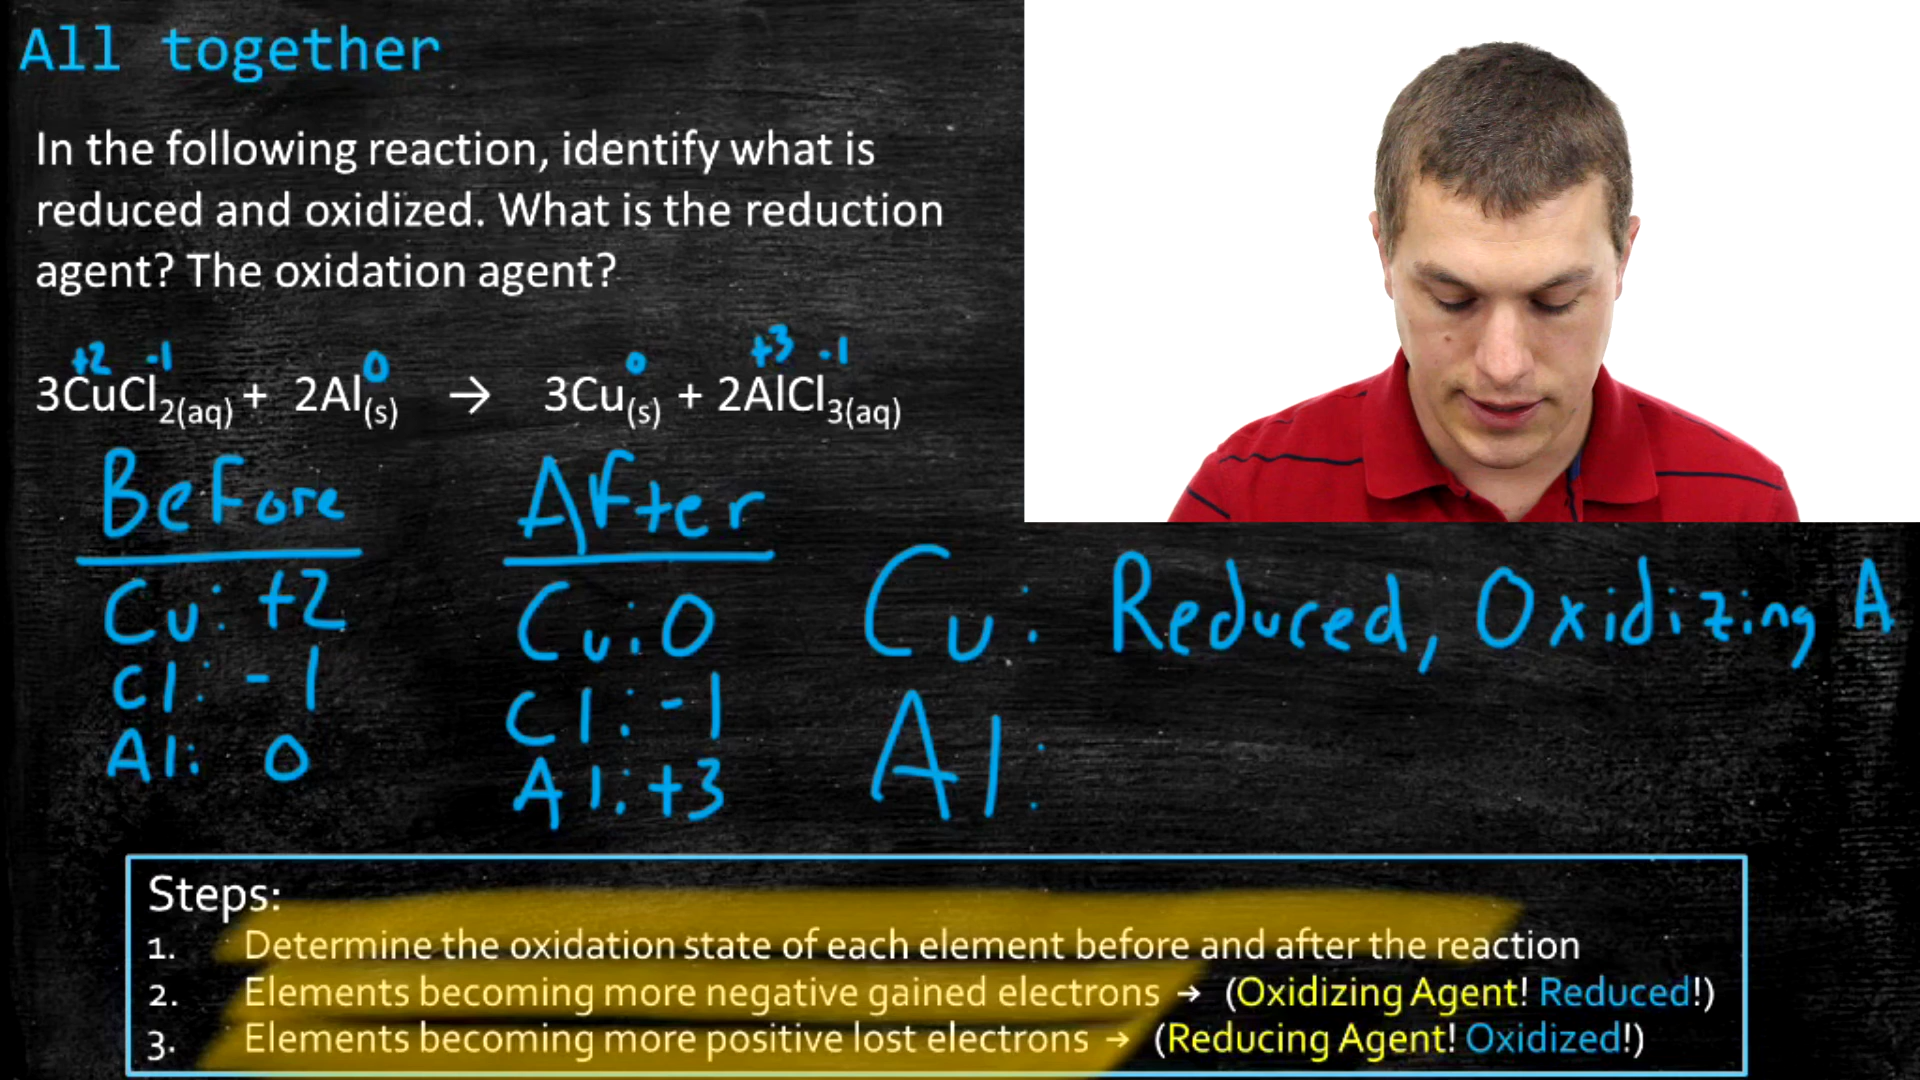 All together
In the following reaction, identify what is
reduced and oxidized. What is the reduction
agent? The oxidation agent?
+2 -1 0 0 +3 -1
3CuCl2(aq) + 2Al(s) → 3Cu(s) + 2AlCl3(aq)
Before After
Cu: +2 Cu: 0 Cu: Reduced, Oxidizing A
Cl: -1 Cl: -1
Al: 0 Al: +3 Al:
Steps:
1. Determine the oxidation state of each element before and after the reaction
2. Elements becoming more negative gained electrons → (Oxidizing Agent! Reduced!)
3. Elements becoming more positive lost electrons → (Reducing Agent! Oxidized!)